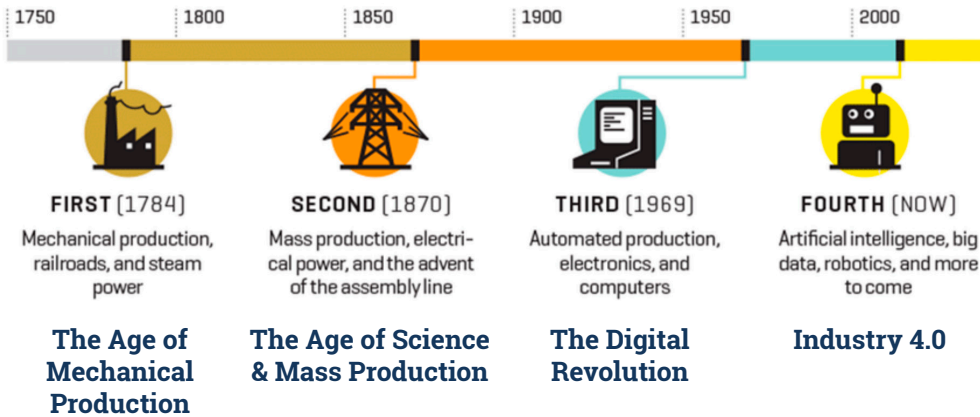 1750
1800
1850
1900
1950
2000
FIRST (1784)
Mechanical production,
railroads, and steam
power
SECOND (1870)
Mass production, electri-
cal power, and the advent
of the assembly line
THIRD (1969)
Automated production,
electronics, and
computers
FOURTH (NOW)
Artificial intelligence, big
data, robotics, and more
to come
The Age of
Mechanical
Production
The Age of Science
& Mass Production
The Digital
Revolution
Industry 4.0